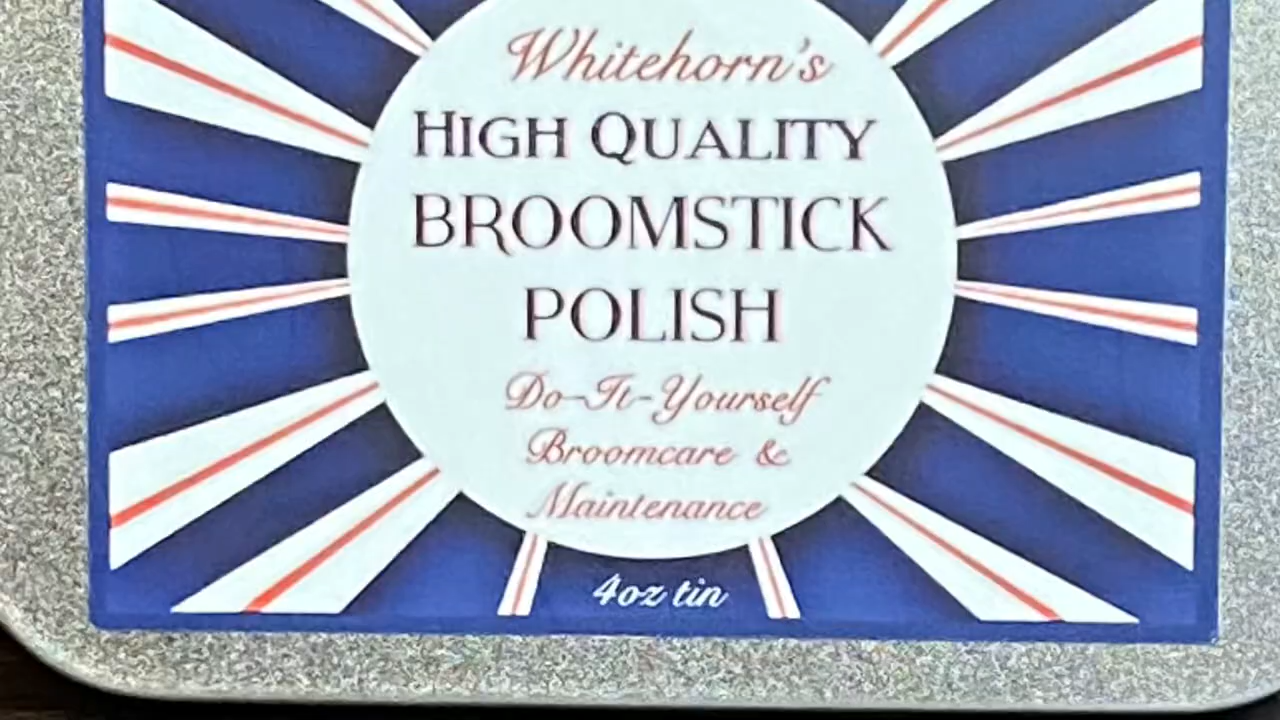 Whitehorn's
HIGH QUALITY
BROOMSTICK
POLISH
Do-It-Yourself
Broomcare &
Maintenance
4oz tin